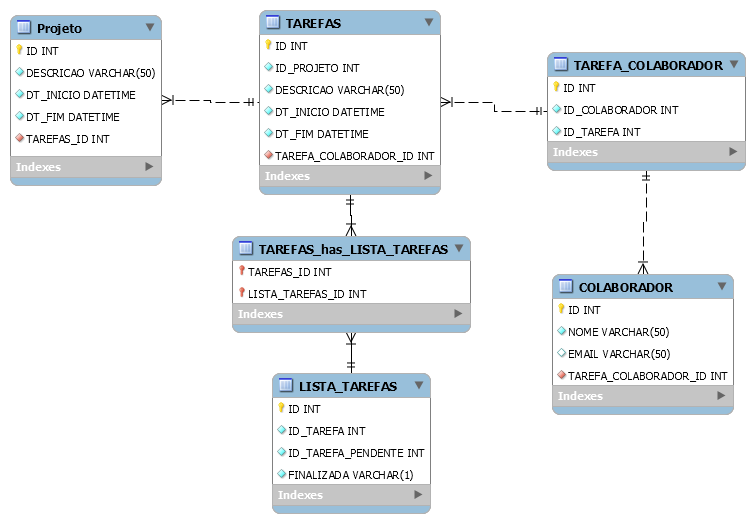 Projeto
ID INT
DESCRICAO VARCHAR(50)
DT_INICIO DATETIME
DT_FIM DATETIME
TAREFAS_ID INT
Indexes
TAREFAS
ID INT
ID_PROJETO INT
DESCRICAO VARCHAR(50)
DT_INICIO DATETIME
DT_FIM DATETIME
TAREFA_COLABORADOR_ID INT
Indexes
TAREFA_COLABORADOR
ID INT
ID_COLABORADOR INT
ID_TAREFA INT
Indexes
TAREFAS_has_LISTA_TAREFAS
TAREFAS_ID INT
LISTA_TAREFAS_ID INT
Indexes
COLABORADOR
ID INT
NOME VARCHAR(50)
EMAIL VARCHAR(50)
TAREFA_COLABORADOR_ID INT
Indexes
LISTA_TAREFAS
ID INT
ID_TAREFA INT
ID_TAREFA_PENDENTE INT
FINALIZADA VARCHAR(1)
Indexes